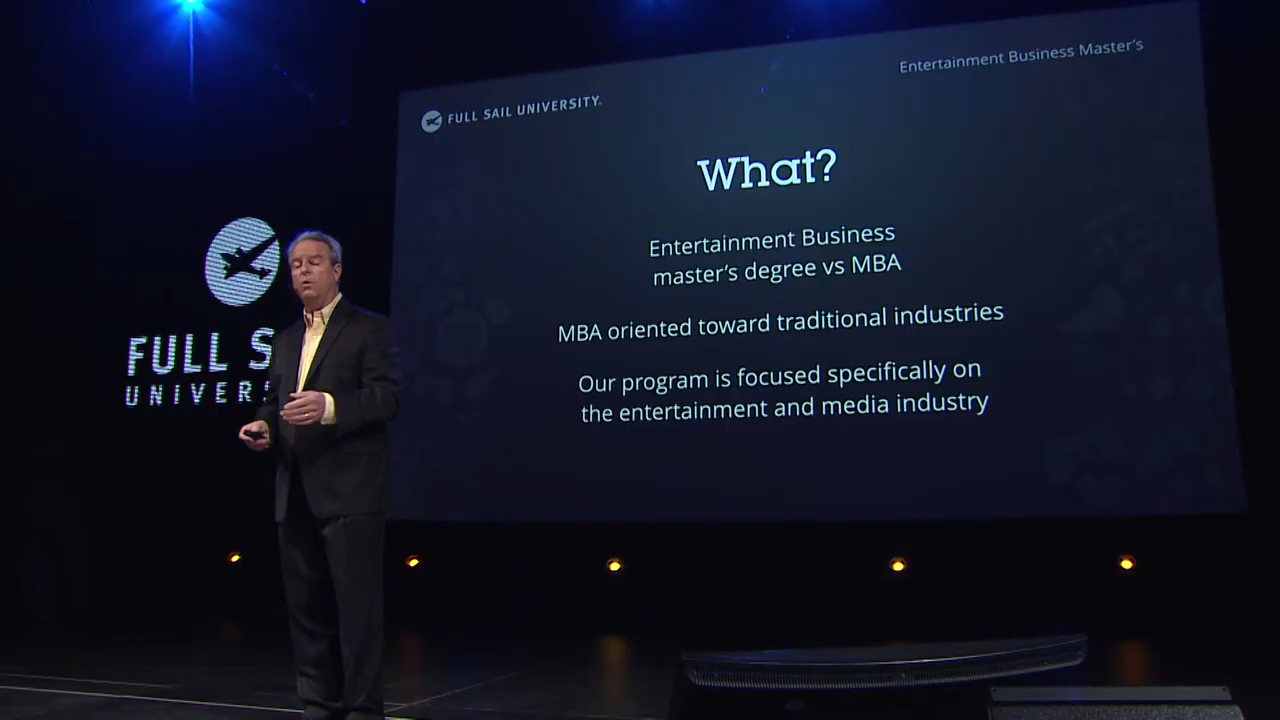 Entertainment Business Master's
FULL SAIL UNIVERSITY
What?
Entertainment Business
master's degree vs MBA
MBA oriented toward traditional industries
Our program is focused specifically on
the entertainment and media industry
FULL S
UNIVER